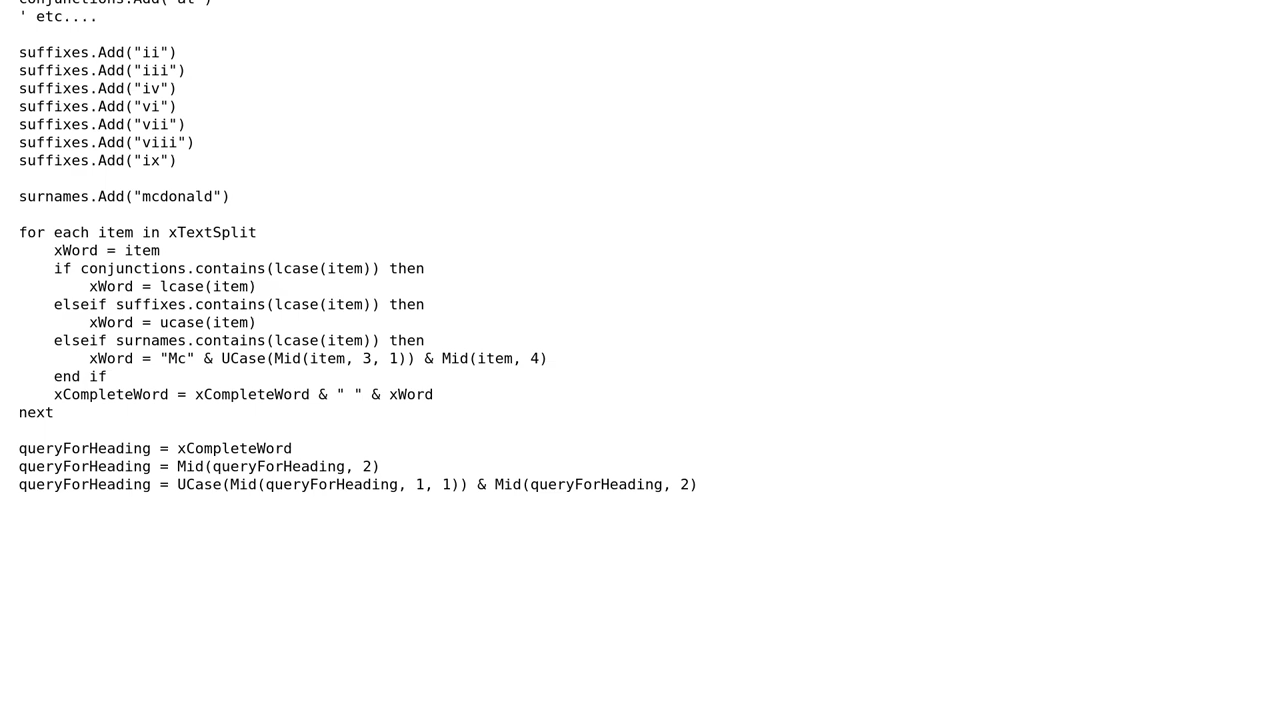 conjunctions.Add("at")
' etc....
suffixes.Add("ii")
suffixes.Add("iii")
suffixes.Add("iv")
suffixes.Add("vi")
suffixes.Add("vii")
suffixes.Add("viii")
suffixes.Add("ix")
surnames.Add("mcdonald")
for each item in xTextSplit
    xWord = item
    if conjunctions.contains(lcase(item)) then
        xWord = lcase(item)
    elseif suffixes.contains(lcase(item)) then
        xWord = ucase(item)
    elseif surnames.contains(lcase(item)) then
        xWord = "Mc" & UCase(Mid(item, 3, 1)) & Mid(item, 4)
    end if
    xCompleteWord = xCompleteWord & " " & xWord
next
queryForHeading = xCompleteWord
queryForHeading = Mid(queryForHeading, 2)
queryForHeading = UCase(Mid(queryForHeading, 1, 1)) & Mid(queryForHeading, 2)